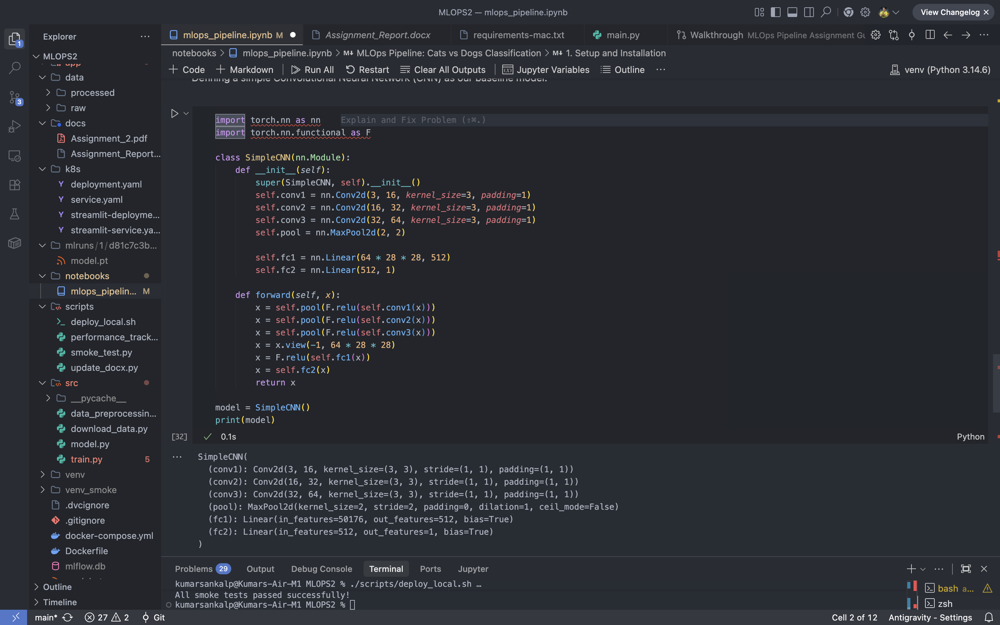 MLOPS2 — mlops_pipeline.ipynb
View Changelog ×
Explorer
mlops_pipeline.ipynb M
Assignment_Report.docx
requirements-mac.txt
main.py
Walkthrough MLOps Pipeline Assignment Gu
1
3
notebooks > mlops_pipeline.ipynb > M↓ MLOps Pipeline: Cats vs Dogs Classification > M↓ 1. Setup and Installation
+ Code + Markdown Run All Restart Clear All Outputs Jupyter Variables Outline ... venv (Python 3.14.6)
MLOPS2
app
data
processed
raw
docs
Assignment_2.pdf
Assignment_Report...
k8s
deployment.yaml
service.yaml
streamlit-deployme...
streamlit-service.ya...
mlruns/1/d81c7c3b...
model.pt
notebooks
mlops_pipelin... M
scripts
deploy_local.sh
performance_track...
smoke_test.py
update_docx.py
src
__pycache__
data_preprocessin...
download_data.py
model.py
train.py 5
venv
venv_smoke
.dvcignore
.gitignore
docker-compose.yml
Dockerfile
mlflow.db
Outline
Timeline
Defining a simple Convolutional Neural Network (CNN) as our baseline model.
import torch.nn as nn Explain and Fix Problem (⇧⌘.)
import torch.nn.functional as F
class SimpleCNN(nn.Module):
def __init__(self):
super(SimpleCNN, self).__init__()
self.conv1 = nn.Conv2d(3, 16, kernel_size=3, padding=1)
self.conv2 = nn.Conv2d(16, 32, kernel_size=3, padding=1)
self.conv3 = nn.Conv2d(32, 64, kernel_size=3, padding=1)
self.pool = nn.MaxPool2d(2, 2)
self.fc1 = nn.Linear(64 * 28 * 28, 512)
self.fc2 = nn.Linear(512, 1)
def forward(self, x):
x = self.pool(F.relu(self.conv1(x)))
x = self.pool(F.relu(self.conv2(x)))
x = self.pool(F.relu(self.conv3(x)))
x = x.view(-1, 64 * 28 * 28)
x = F.relu(self.fc1(x))
x = self.fc2(x)
return x
model = SimpleCNN()
print(model)
[32] ✓ 0.1s Python
... SimpleCNN(
(conv1): Conv2d(3, 16, kernel_size=(3, 3), stride=(1, 1), padding=(1, 1))
(conv2): Conv2d(16, 32, kernel_size=(3, 3), stride=(1, 1), padding=(1, 1))
(conv3): Conv2d(32, 64, kernel_size=(3, 3), stride=(1, 1), padding=(1, 1))
(pool): MaxPool2d(kernel_size=2, stride=2, padding=0, dilation=1, ceil_mode=False)
(fc1): Linear(in_features=50176, out_features=512, bias=True)
(fc2): Linear(in_features=512, out_features=1, bias=True)
)
Problems 29 Output Debug Console Terminal Ports Jupyter
kumarsankalp@Kumars-Air-M1 MLOPS2 % ./scripts/deploy_local.sh …
All smoke tests passed successfully!
kumarsankalp@Kumars-Air-M1 MLOPS2 %
bash a...
zsh
main* 27 2 Git
Cell 2 of 12 Antigravity - Settings